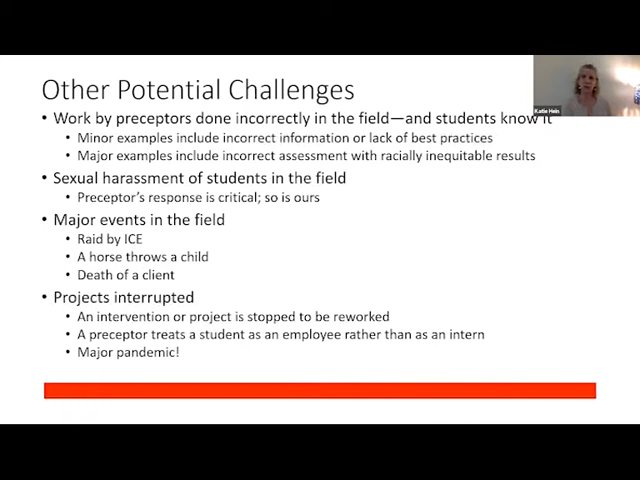 Other Potential Challenges
• Work by preceptors done incorrectly in the field—and students know it
• Minor examples include incorrect information or lack of best practices
• Major examples include incorrect assessment with racially inequitable results
• Sexual harassment of students in the field
• Preceptor's response is critical; so is ours
• Major events in the field
• Raid by ICE
• A horse throws a child
• Death of a client
• Projects interrupted
• An intervention or project is stopped to be reworked
• A preceptor treats a student as an employee rather than as an intern
• Major pandemic!
Katie Hein